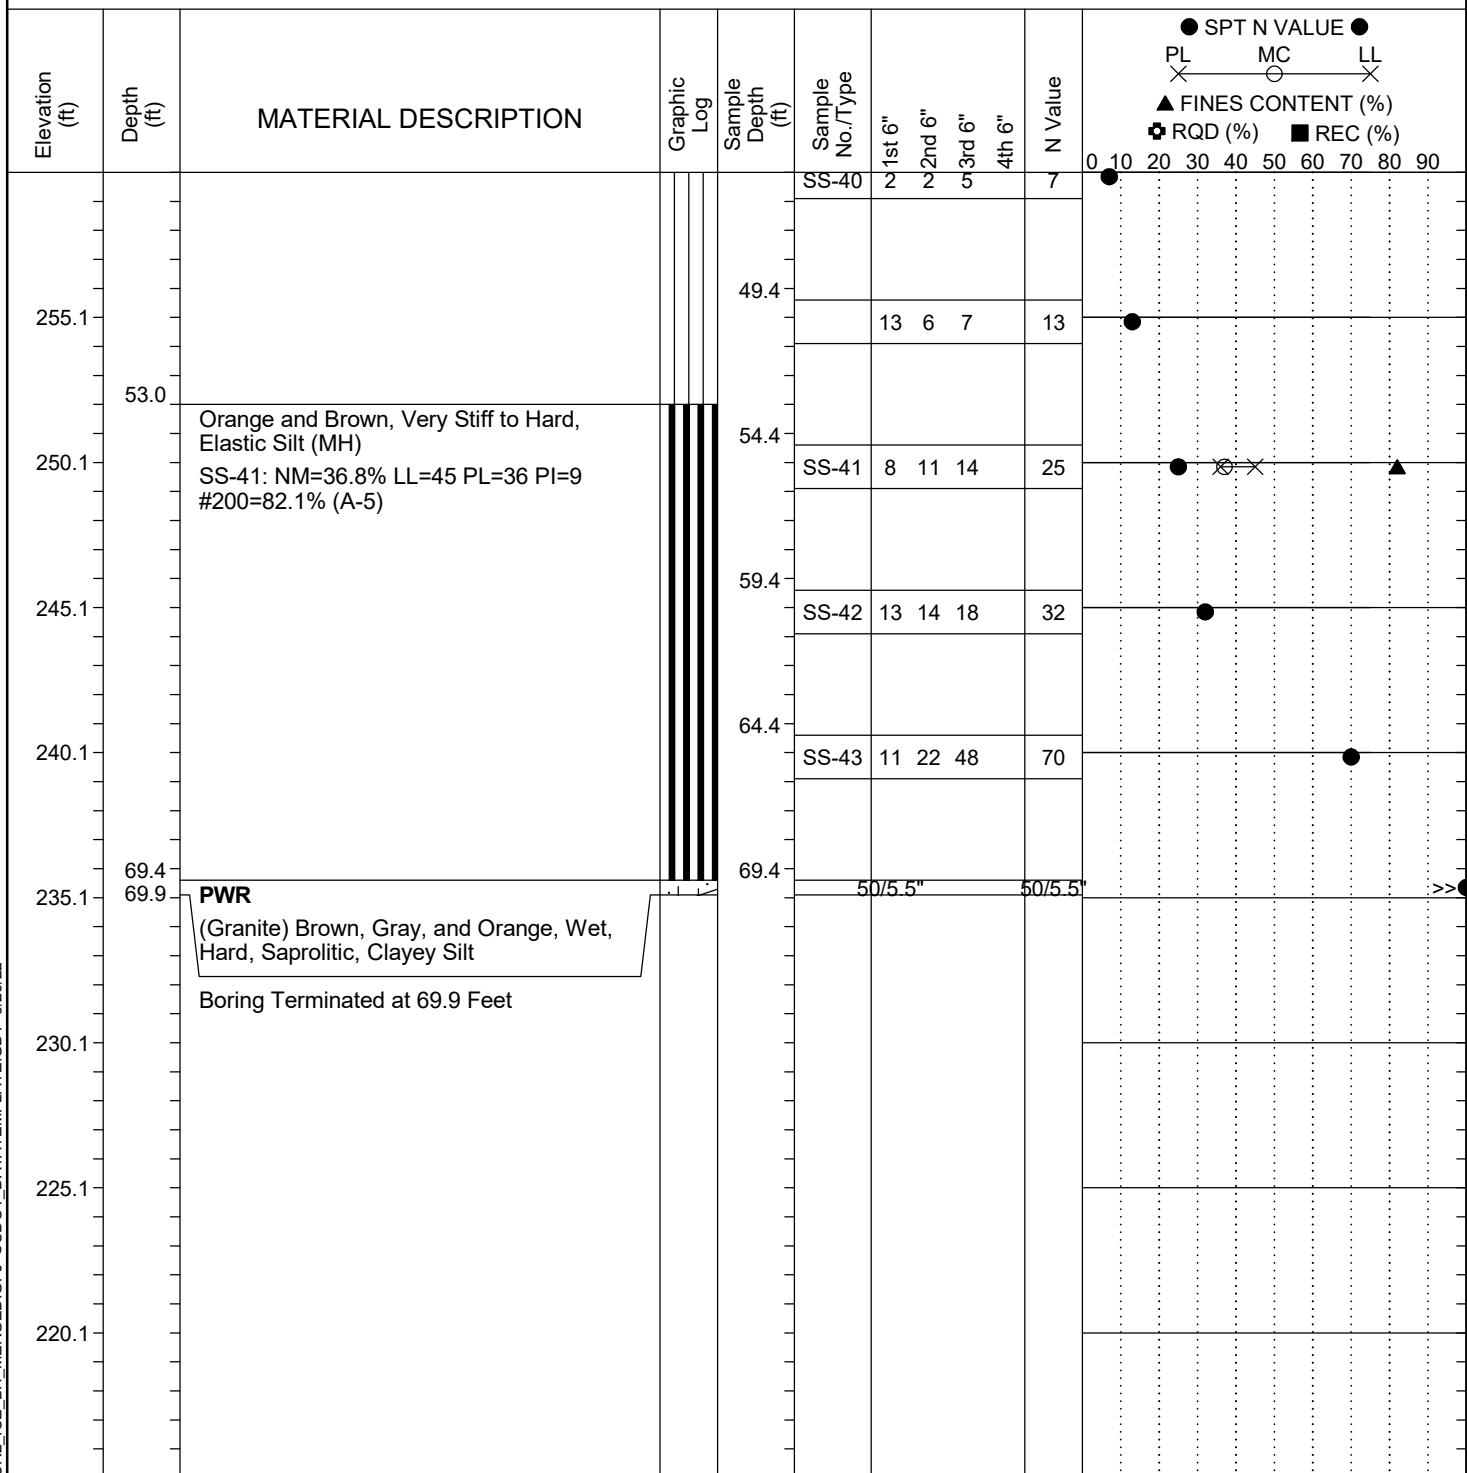 ● SPT N VALUE ●
PL MC LL
▲ FINES CONTENT (%)
RQD (%) ■ REC (%)
Elevation (ft)
Depth (ft)
MATERIAL DESCRIPTION
Graphic Log
Sample Depth (ft)
Sample No./Type
1st 6"
2nd 6"
3rd 6"
4th 6"
N Value
0 10 20 30 40 50 60 70 80 90
SS-40 2 2 5 7
49.4
255.1 13 6 7 13
53.0
Orange and Brown, Very Stiff to Hard,
Elastic Silt (MH)
54.4
250.1 SS-41 8 11 14 25
SS-41: NM=36.8% LL=45 PL=36 PI=9
#200=82.1% (A-5)
59.4
245.1 SS-42 13 14 18 32
64.4
240.1 SS-43 11 22 48 70
69.4 69.4
235.1 69.9 PWR 50/5.5" 50/5.5" >>
(Granite) Brown, Gray, and Orange, Wet,
Hard, Saprolitic, Clayey Silt
Boring Terminated at 69.9 Feet
230.1
225.1
220.1